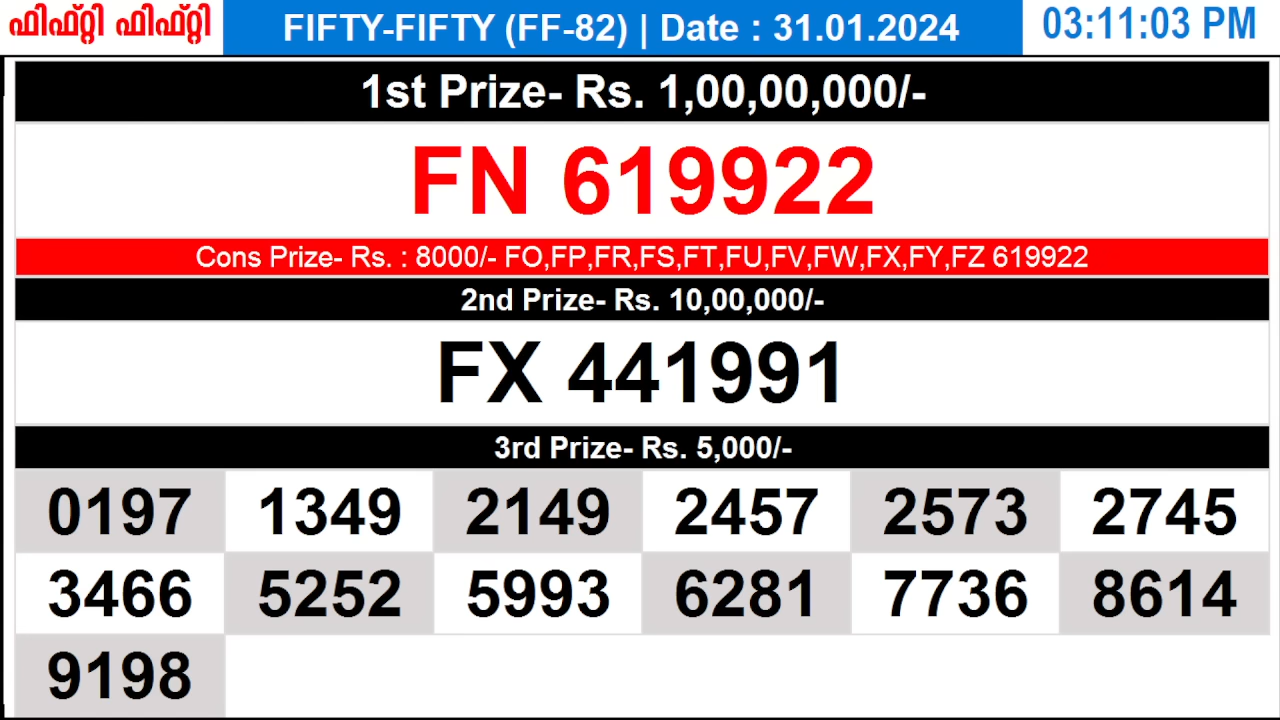 ഫിഫ്റ്റി ഫിഫ്റ്റി FIFTY-FIFTY (FF-82) | Date : 31.01.2024 03:11:03 PM
1st Prize- Rs. 1,00,00,000/-
FN 619922
Cons Prize- Rs. : 8000/- FO,FP,FR,FS,FT,FU,FV,FW,FX,FY,FZ 619922
2nd Prize- Rs. 10,00,000/-
FX 441991
3rd Prize- Rs. 5,000/-
0197 1349 2149 2457 2573 2745
3466 5252 5993 6281 7736 8614
9198